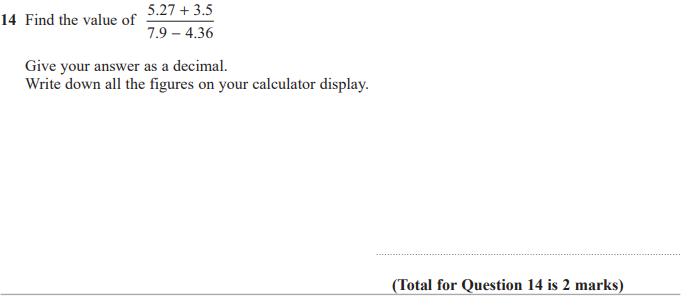 14 Find the value of 5.27 + 3.5 / 7.9 – 4.36
Give your answer as a decimal.
Write down all the figures on your calculator display.
(Total for Question 14 is 2 marks)